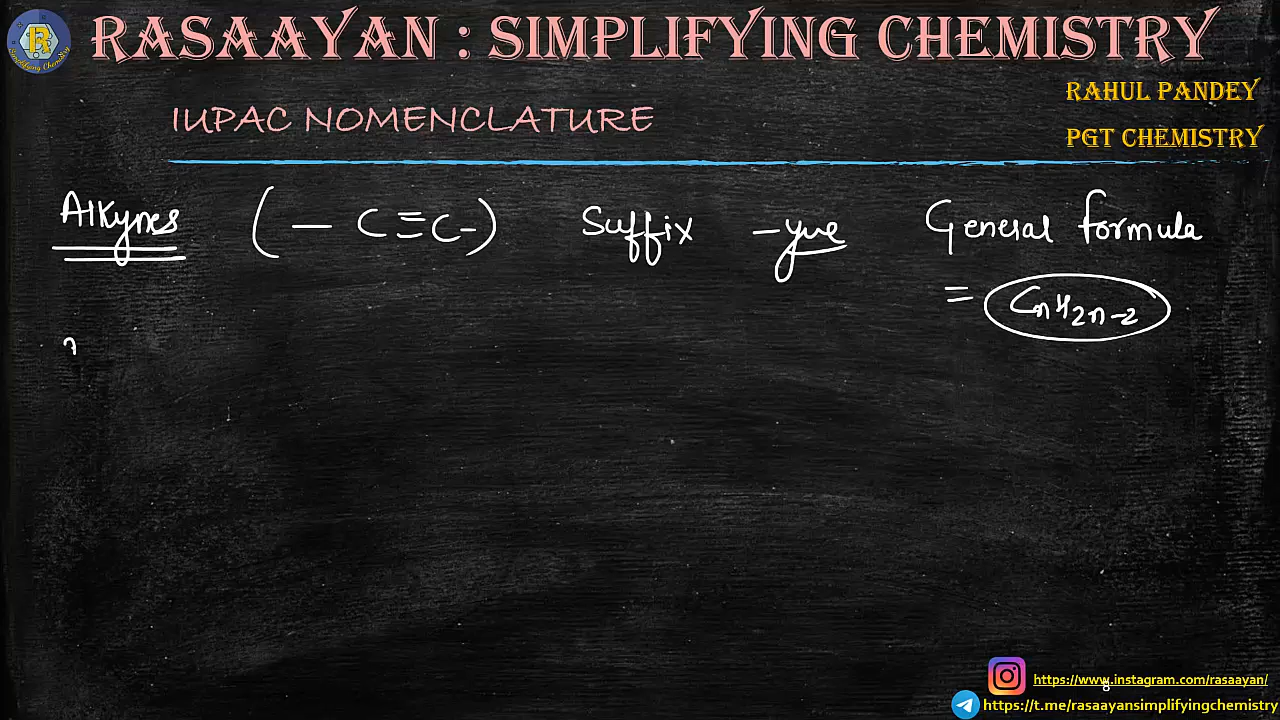 RASAAYAN : SIMPLIFYING CHEMISTRY
RAHUL PANDEY
IUPAC NOMENCLATURE
PGT CHEMISTRY
Alkynes (— C≡C-) Suffix -yne General formula
= CnH2n-2
https://www.instagram.com/rasaayan/
https://t.me/rasaayansimplifyingchemistry